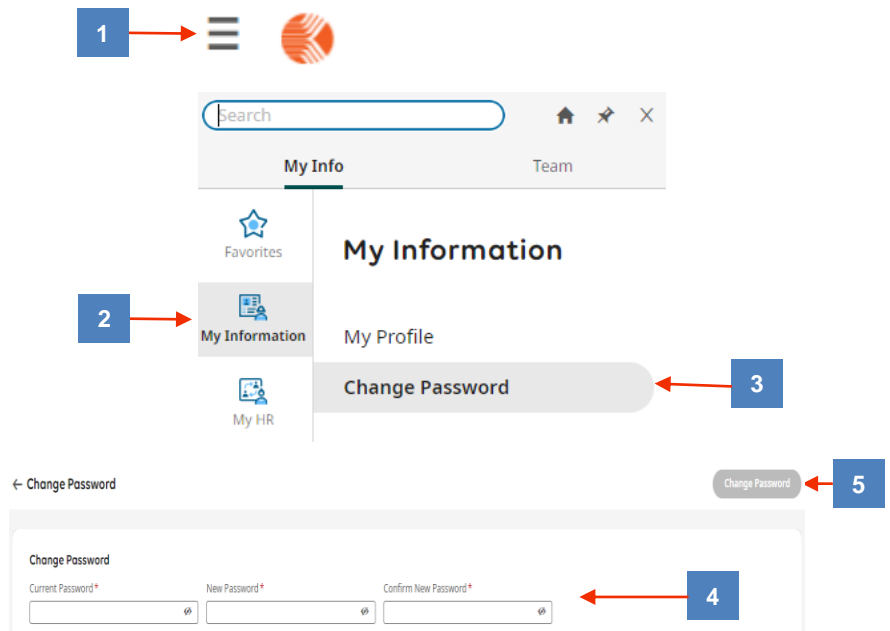 1
Search
My Info
Team
Favorites
My Information
2
My Information
My Profile
Change Password
3
My HR
← Change Password
Change Password
5
Change Password
Current Password*
New Password*
Confirm New Password*
4